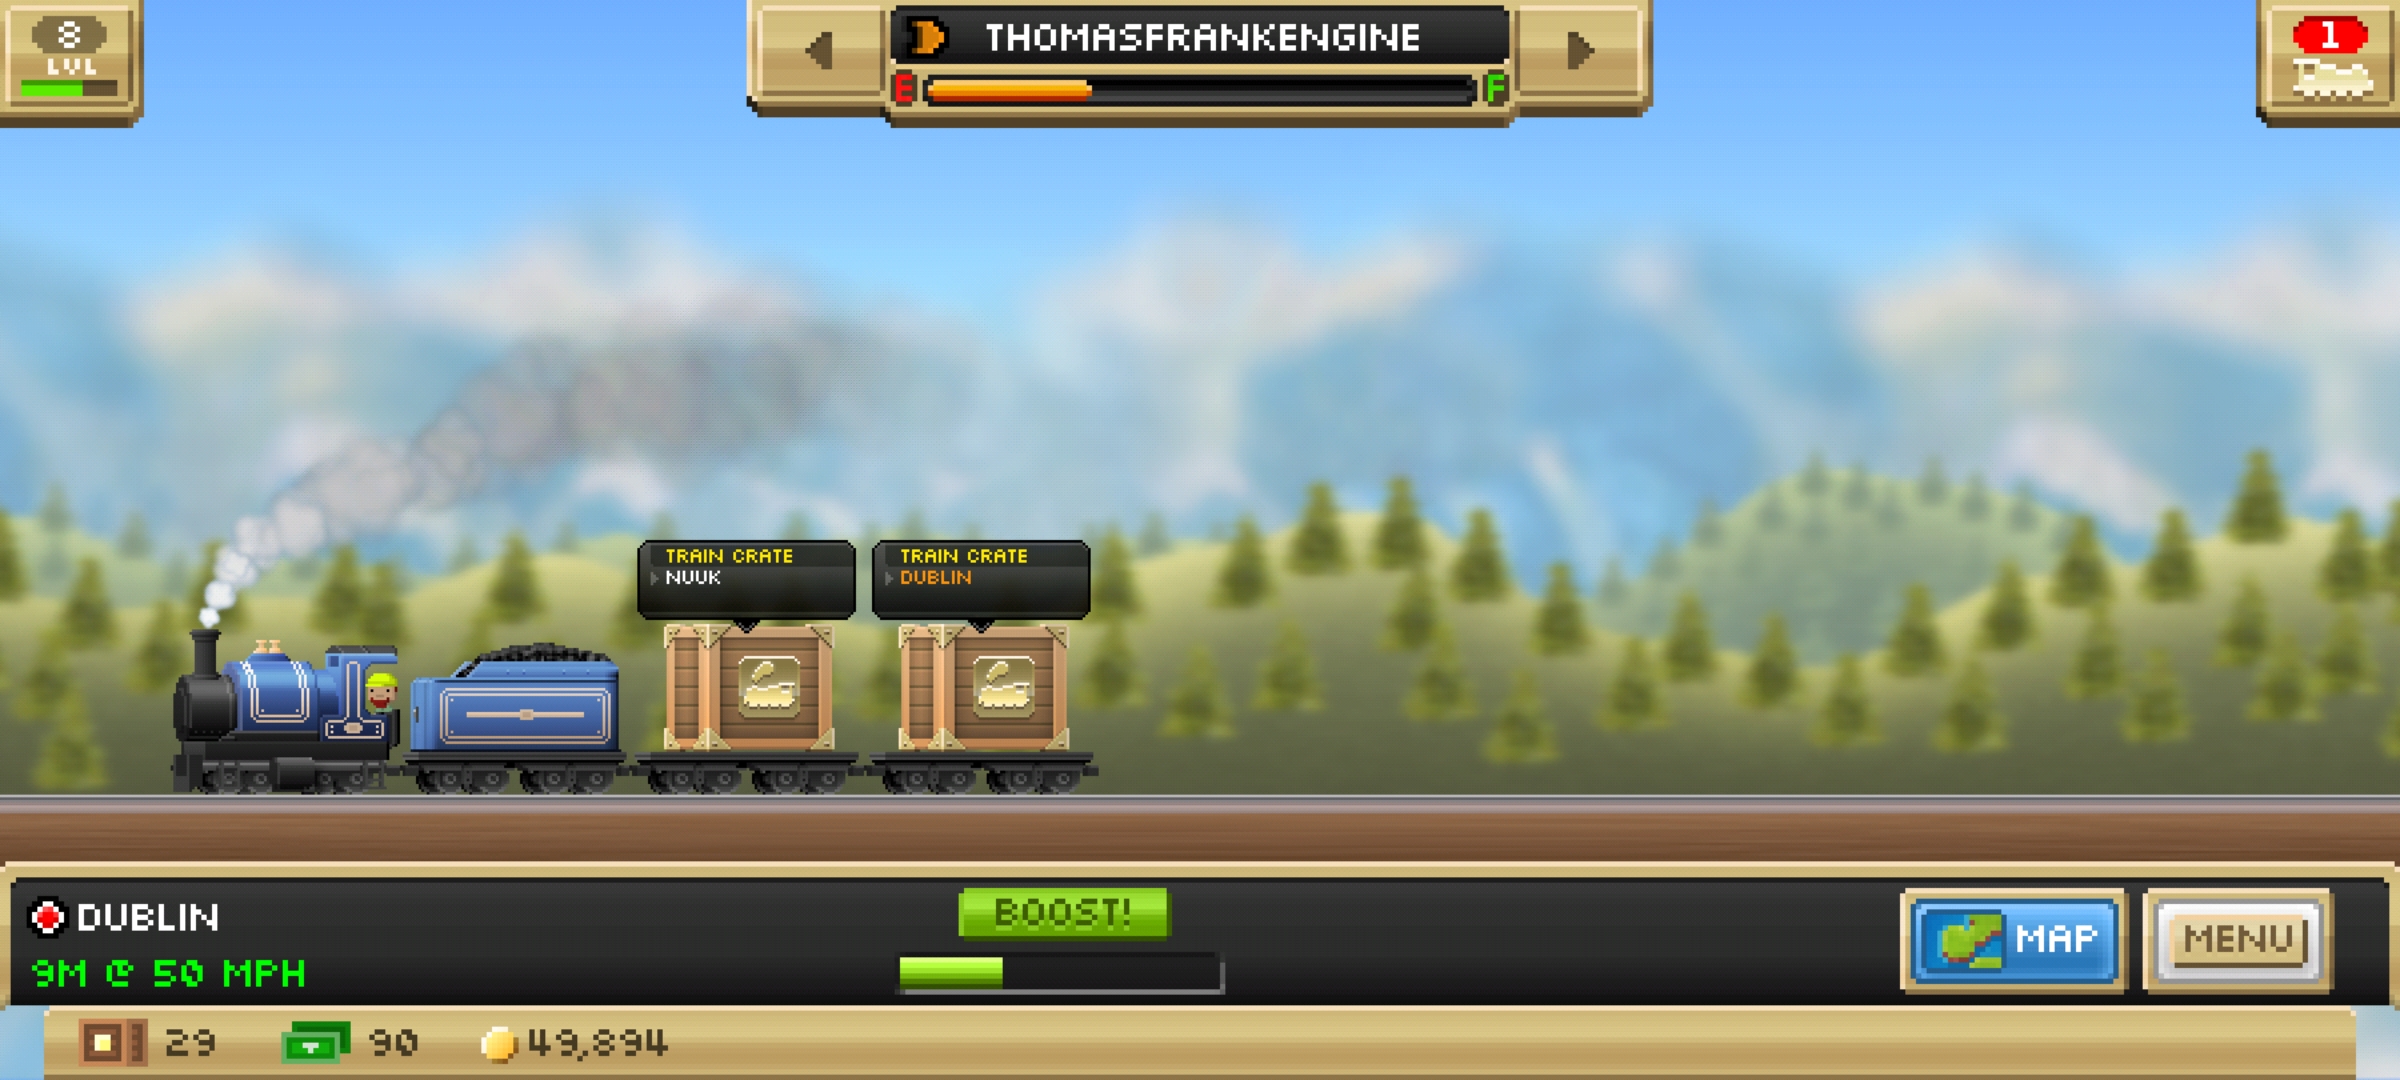 8
LVL
THOMASFRANKENGINE
E F
1
TRAIN CRATE
NUUK
TRAIN CRATE
DUBLIN
DUBLIN
9M @ 50 MPH
BOOST!
MAP
MENU
29
90
49,894